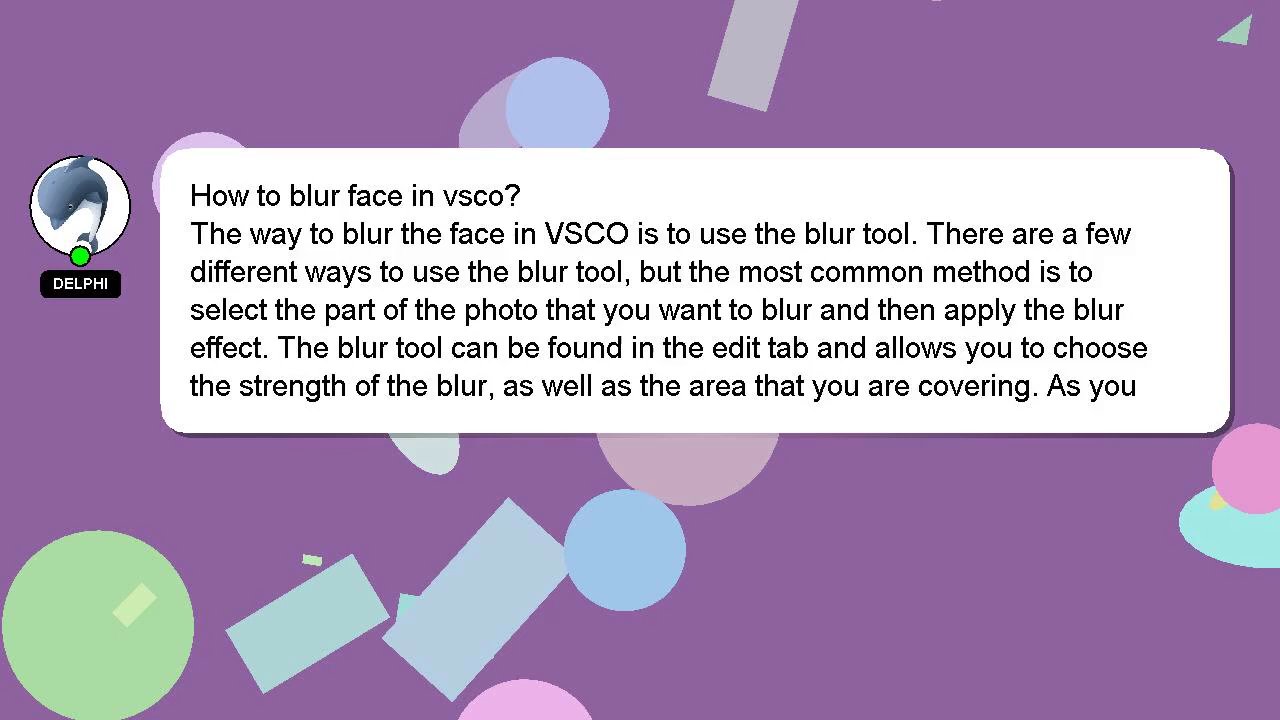 How to blur face in vsco?
The way to blur the face in VSCO is to use the blur tool. There are a few
different ways to use the blur tool, but the most common method is to
select the part of the photo that you want to blur and then apply the blur
effect. The blur tool can be found in the edit tab and allows you to choose
the strength of the blur, as well as the area that you are covering. As you
DELPHI